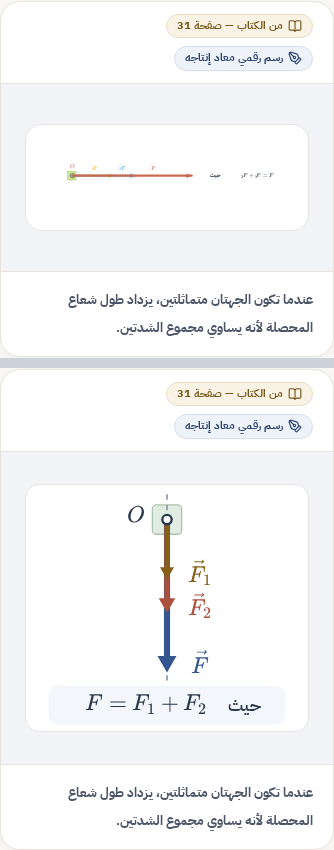 من الكتاب — صفحة 31
رسم رقمي معاد إنتاجه
O
F
حيث
عندما تكون الجهتان متماثلتين، يزداد طول شعاع
المحصلة لأنه يساوي مجموع الشدتين.
من الكتاب — صفحة 31
رسم رقمي معاد إنتاجه
O
F⃗₁
F⃗₂
F⃗
حيث F = F₁ + F₂
عندما تكون الجهتان متماثلتين، يزداد طول شعاع
المحصلة لأنه يساوي مجموع الشدتين.